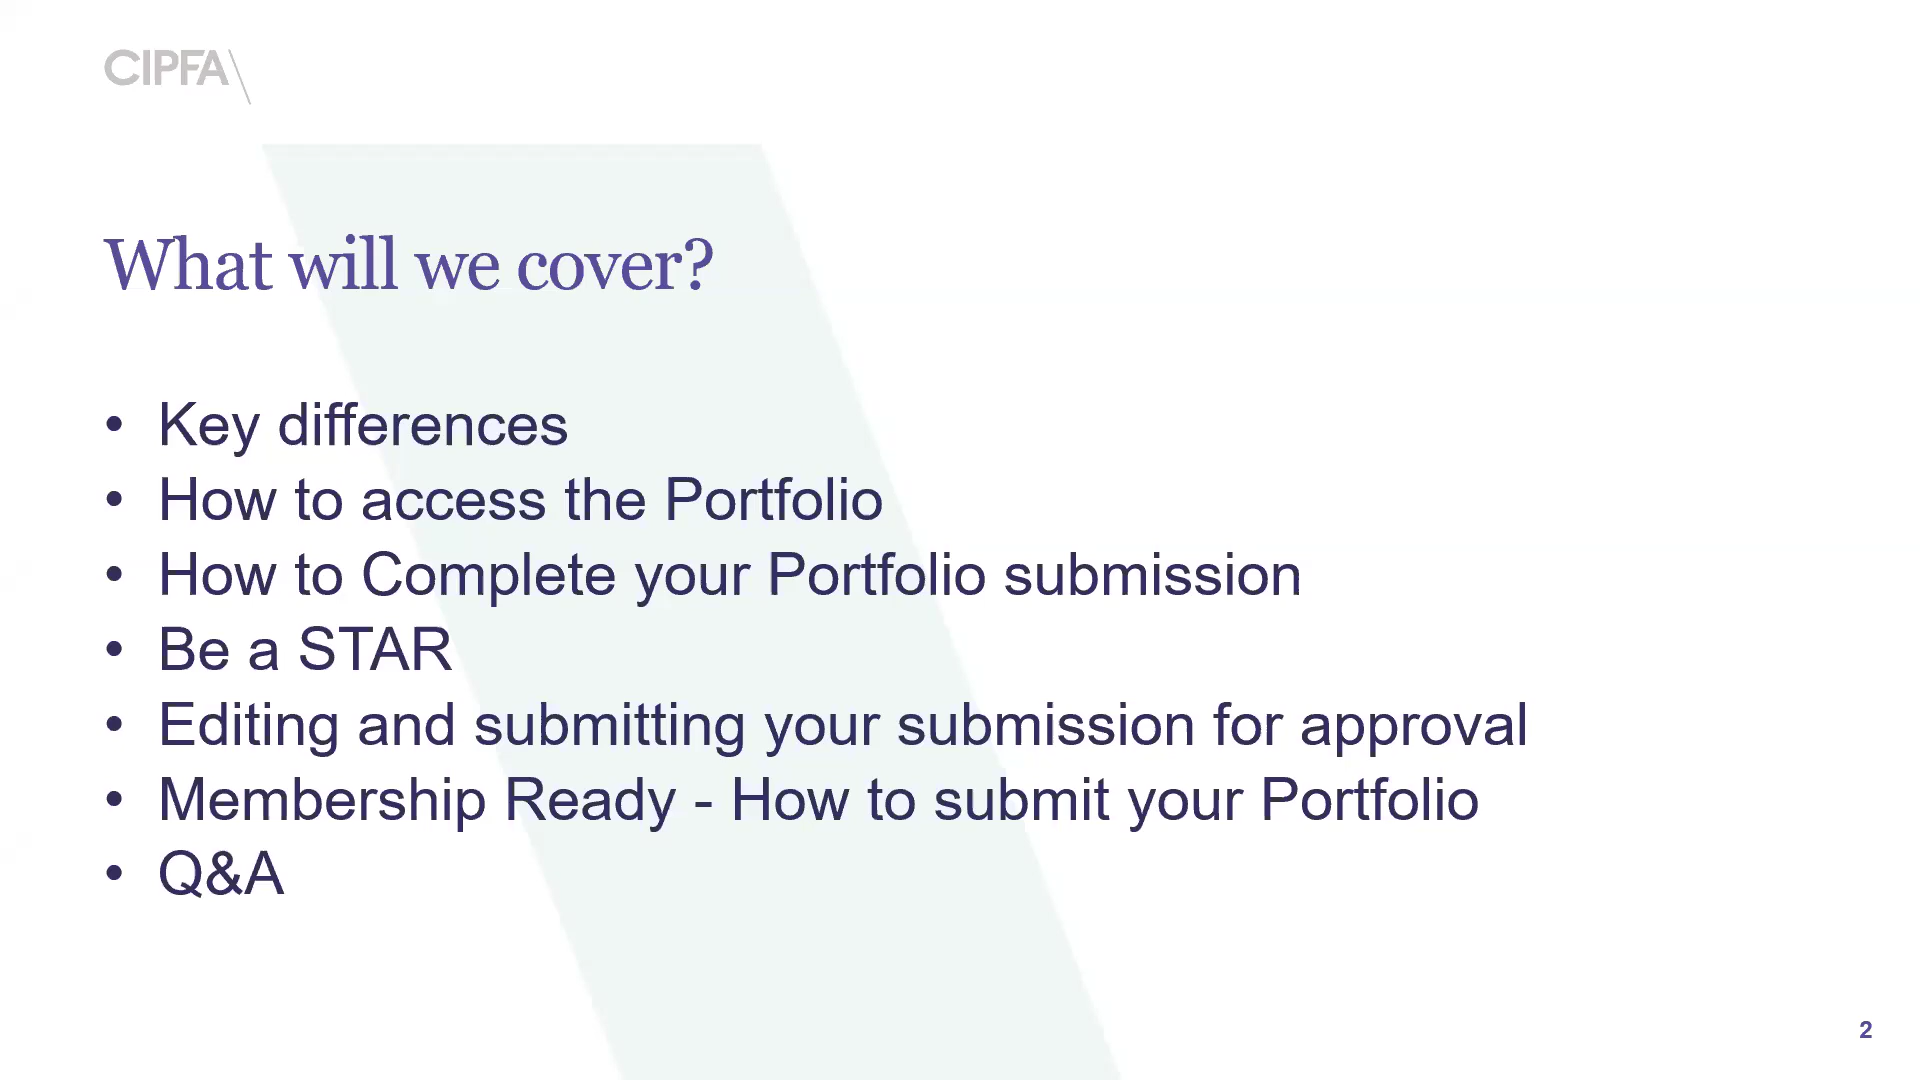 CIPFA
What will we cover?
• Key differences
• How to access the Portfolio
• How to Complete your Portfolio submission
• Be a STAR
• Editing and submitting your submission for approval
• Membership Ready - How to submit your Portfolio
• Q&A
2